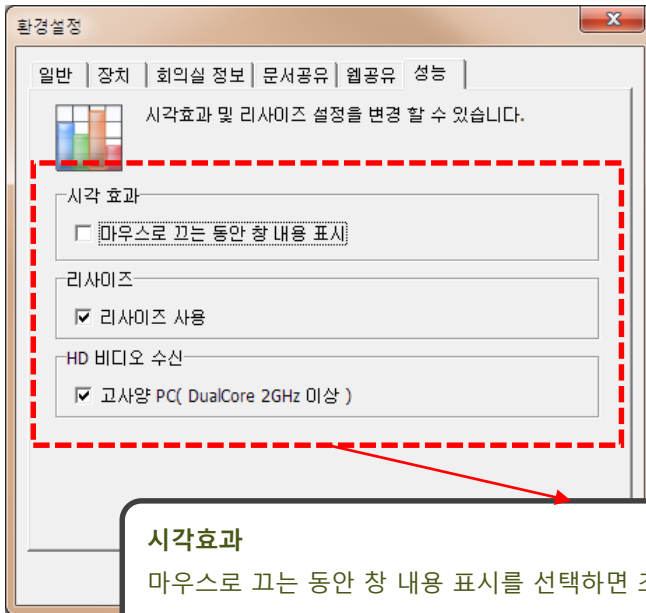 환경설정
일반 장치 회의실 정보 문서공유 웹공유 성능
시각효과 및 리사이즈 설정을 변경 할 수 있습니다.
시각 효과
마우스로 끄는 동안 창 내용 표시
리사이즈
리사이즈 사용
HD 비디오 수신
고사양 PC( DualCore 2GHz 이상 )
시각효과
마우스로 끄는 동안 창 내용 표시를 선택하면